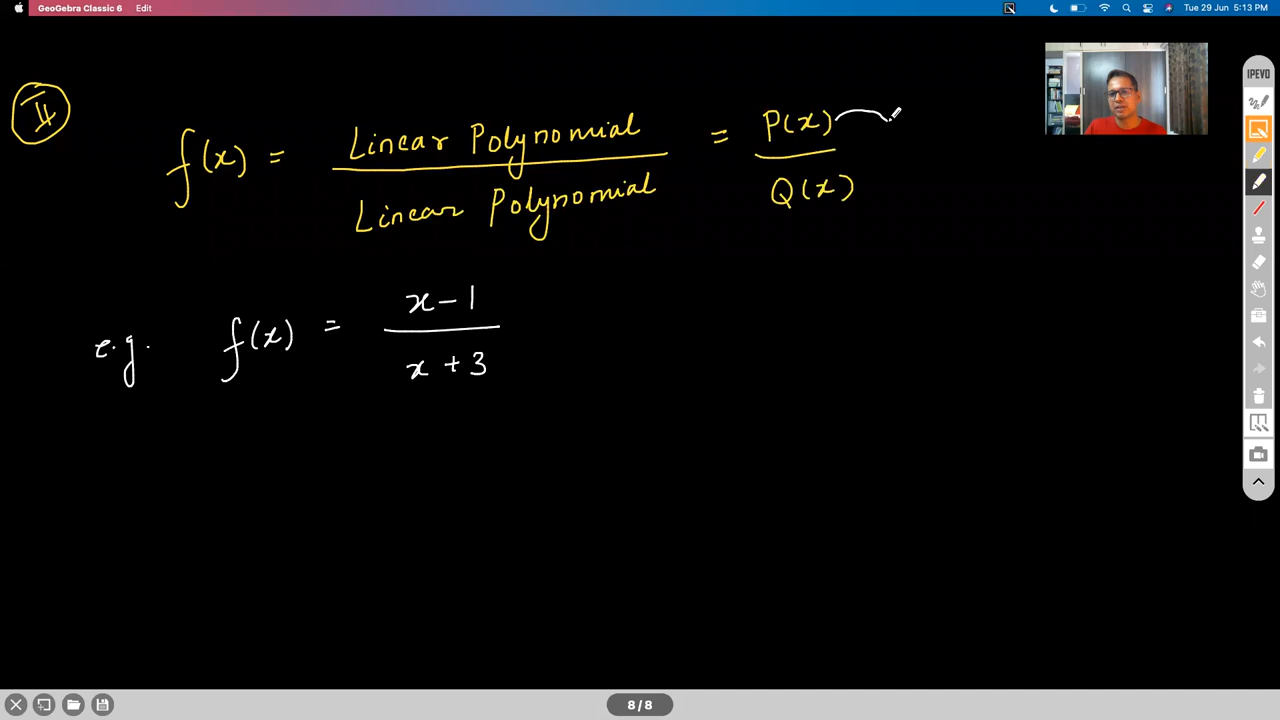 GeoGebra Classic 6 Edit Tue 29 Jun 5:13 PM
IPEVO
II
f(x) = Linear Polynomial / Linear Polynomial = P(x) / Q(x)
e.g. f(x) = x - 1 / x + 3
8/8